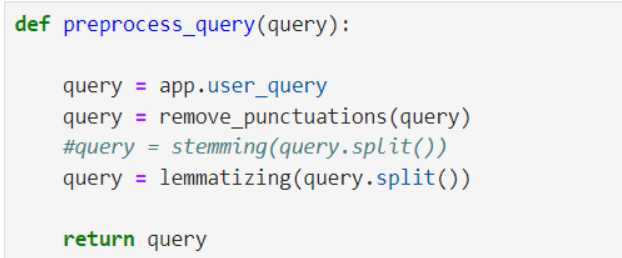 def preprocess_query(query):
    query = app.user_query
    query = remove_punctuations(query)
    #query = stemming(query.split())
    query = lemmatizing(query.split())
    return query